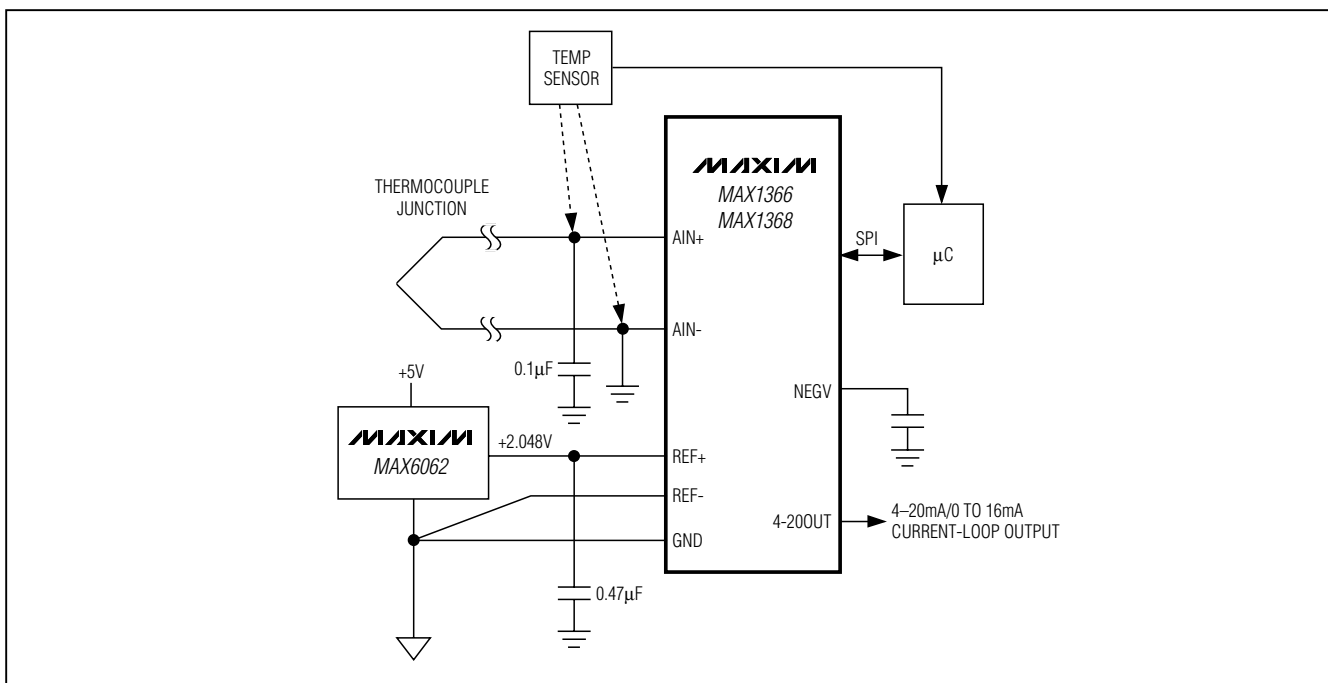 TEMP
SENSOR
MAXIM
MAX1366
MAX1368
THERMOCOUPLE
JUNCTION
AIN+
SPI
µC
AIN-
0.1µF
+5V
NEGV
MAXIM
MAX6062
+2.048V
REF+
REF-
4-20OUT
4–20mA/0 TO 16mA
CURRENT-LOOP OUTPUT
GND
0.47µF